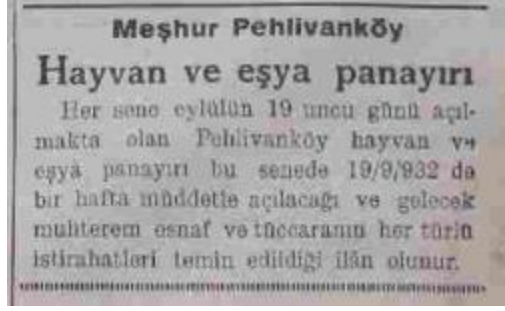 Meşhur Pehlivanköy
Hayvan ve eşya panayırı
Her sene eylülün 19 uncu günü açıl-
makta olan Pehlivanköy hayvan ve
eşya panayırı bu senede 19/9/932 de
bir hafta müddetle açılacağı ve gelecek
muhterem esnaf ve tüccaranın her türlü
istirahatleri temin edildiği ilân olunur.